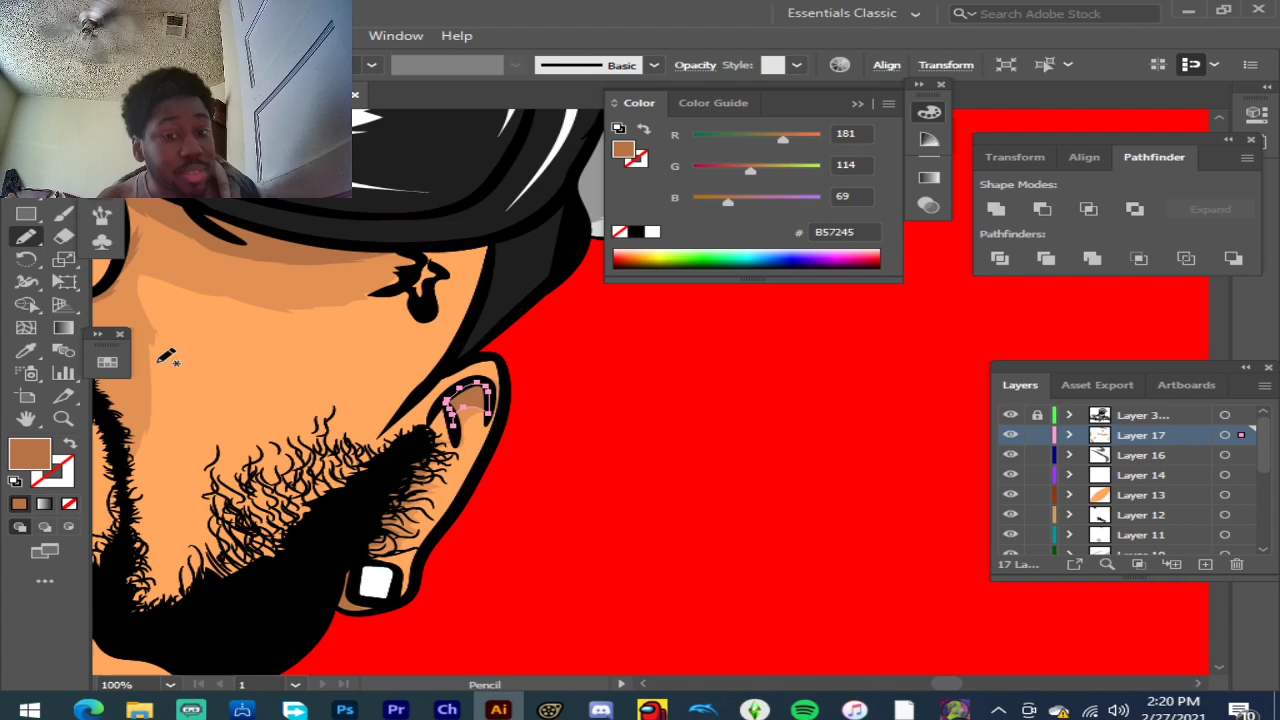 Essentials Classic
Search Adobe Stock
Window Help
Basic Opacity Style: Align Transform
Color Color Guide
R 181
G 114
B 69
# B57245
Transform Align Pathfinder
Shape Modes:
Expand
Pathfinders:
Layers Asset Export Artboards
Layer 3...
Layer 17
Layer 16
Layer 14
Layer 13
Layer 12
Layer 11
17 La...
100% 1 Pencil
Ps Pr Ch Ai
2:20 PM
2/27/2021